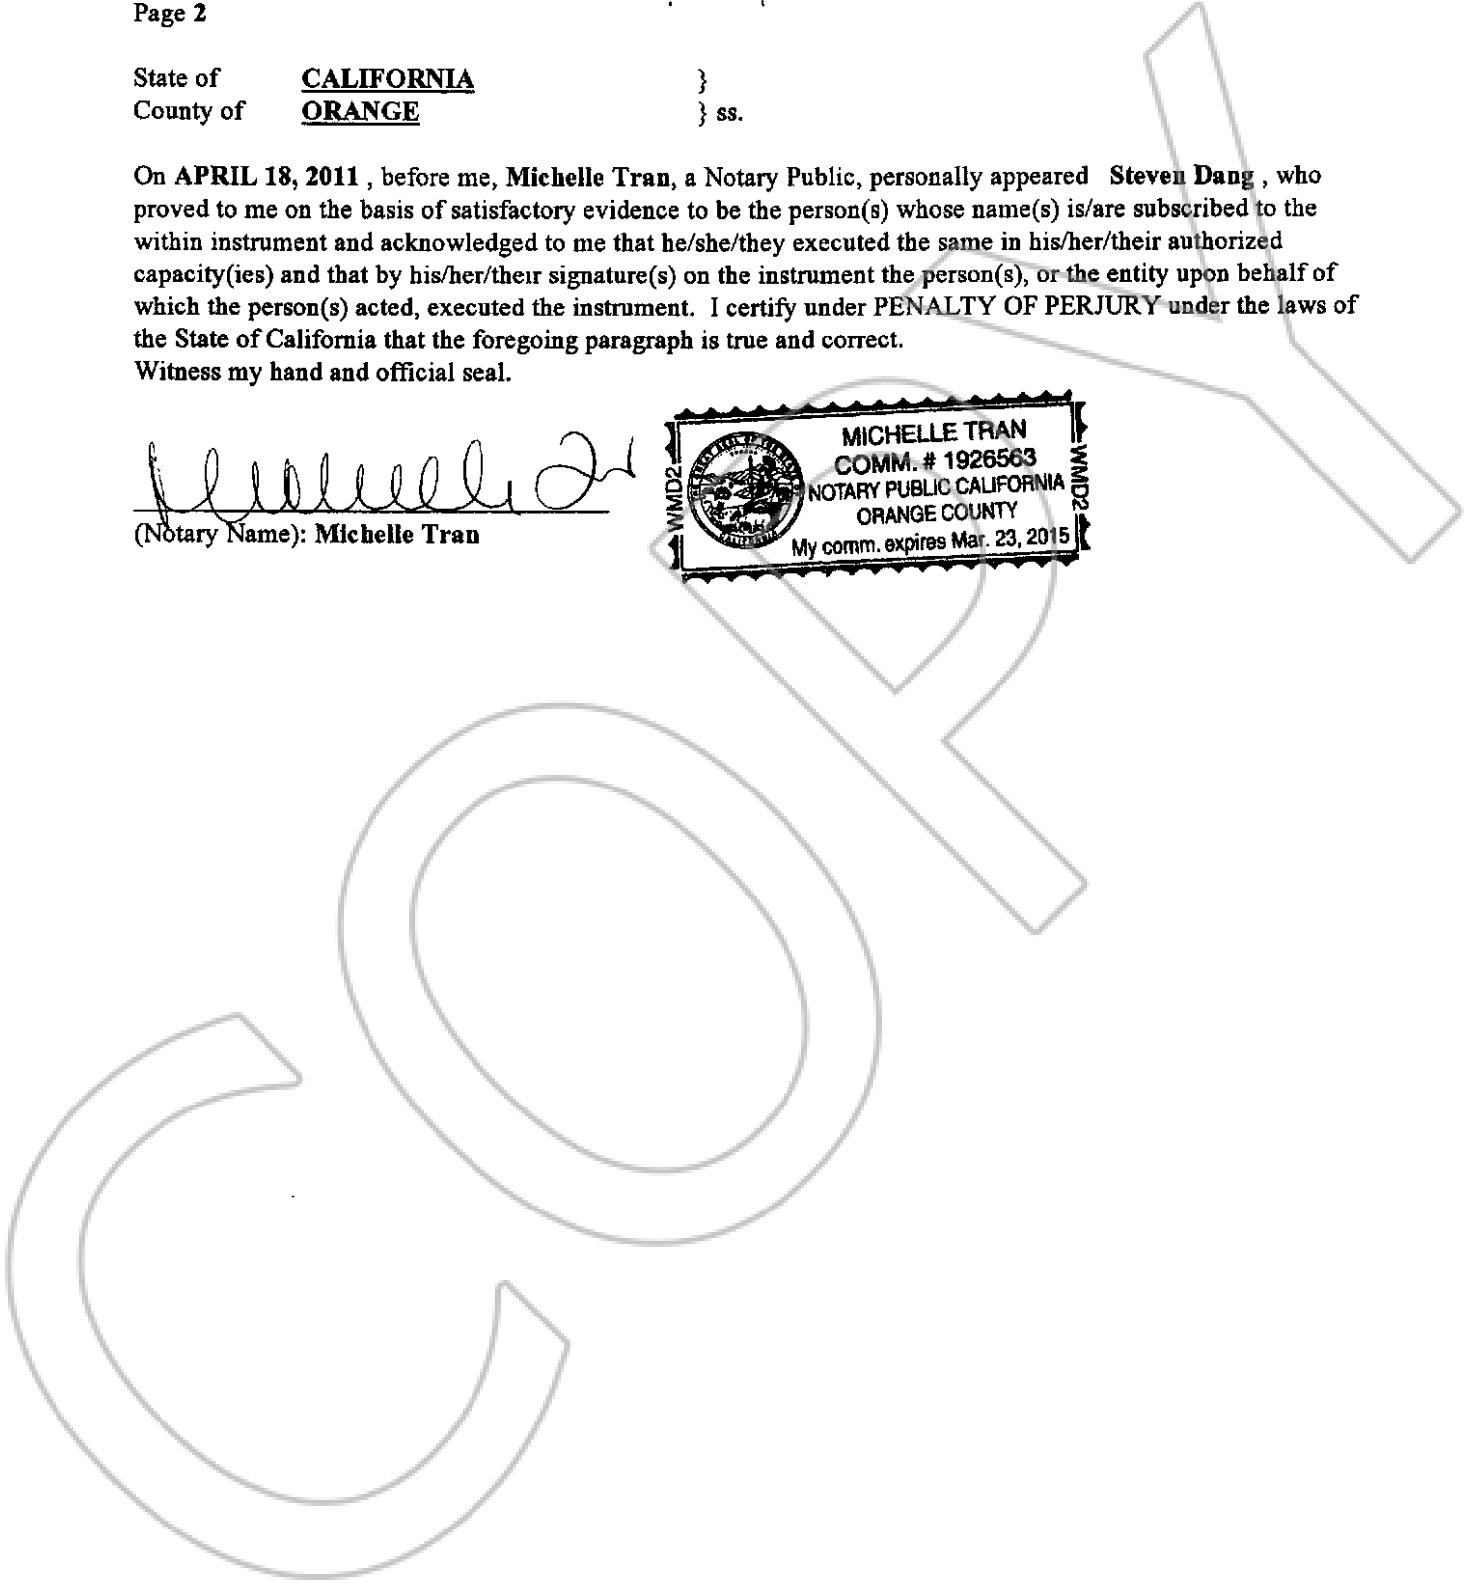 Page 2
State of CALIFORNIA }
County of ORANGE } ss.
On APRIL 18, 2011 , before me, Michelle Tran, a Notary Public, personally appeared Steven Dang , who
proved to me on the basis of satisfactory evidence to be the person(s) whose name(s) is/are subscribed to the
within instrument and acknowledged to me that he/she/they executed the same in his/her/their authorized
capacity(ies) and that by his/her/their signature(s) on the instrument the person(s), or the entity upon behalf of
which the person(s) acted, executed the instrument. I certify under PENALTY OF PERJURY under the laws of
the State of California that the foregoing paragraph is true and correct.
Witness my hand and official seal.
(Notary Name): Michelle Tran
WMD2
MICHELLE TRAN
COMM. # 1926563
NOTARY PUBLIC CALIFORNIA
ORANGE COUNTY
My comm. expires Mar. 23, 2015
WMD2
COPY